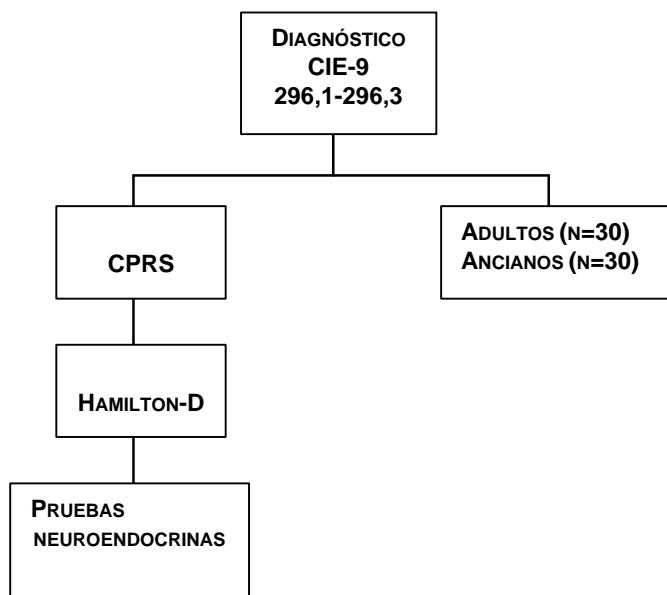 DIAGNÓSTICO
CIE-9
296,1-296,3
CPRS
ADULTOS (N=30)
ANCIANOS (N=30)
HAMILTON-D
PRUEBAS
NEUROENDOCRINAS